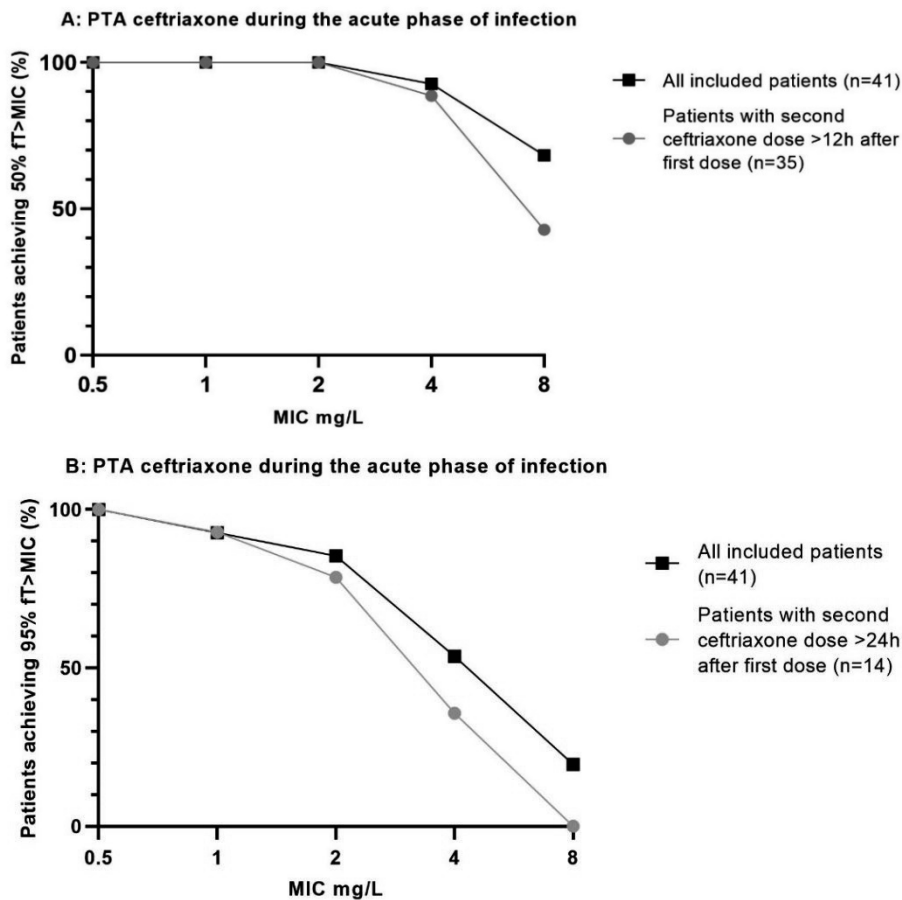 A: PTA ceftriaxone during the acute phase of infection
Patients achieving 50% fT>MIC (%)
100
50
0
0.5
1
2
4
8
MIC mg/L
All included patients (n=41)
Patients with second
ceftriaxone dose >12h after
first dose (n=35)
B: PTA ceftriaxone during the acute phase of infection
Patients achieving 95% fT>MIC (%)
100
50
0
0.5
1
2
4
8
MIC mg/L
All included patients
(n=41)
Patients with second
ceftriaxone dose >24h
after first dose (n=14)